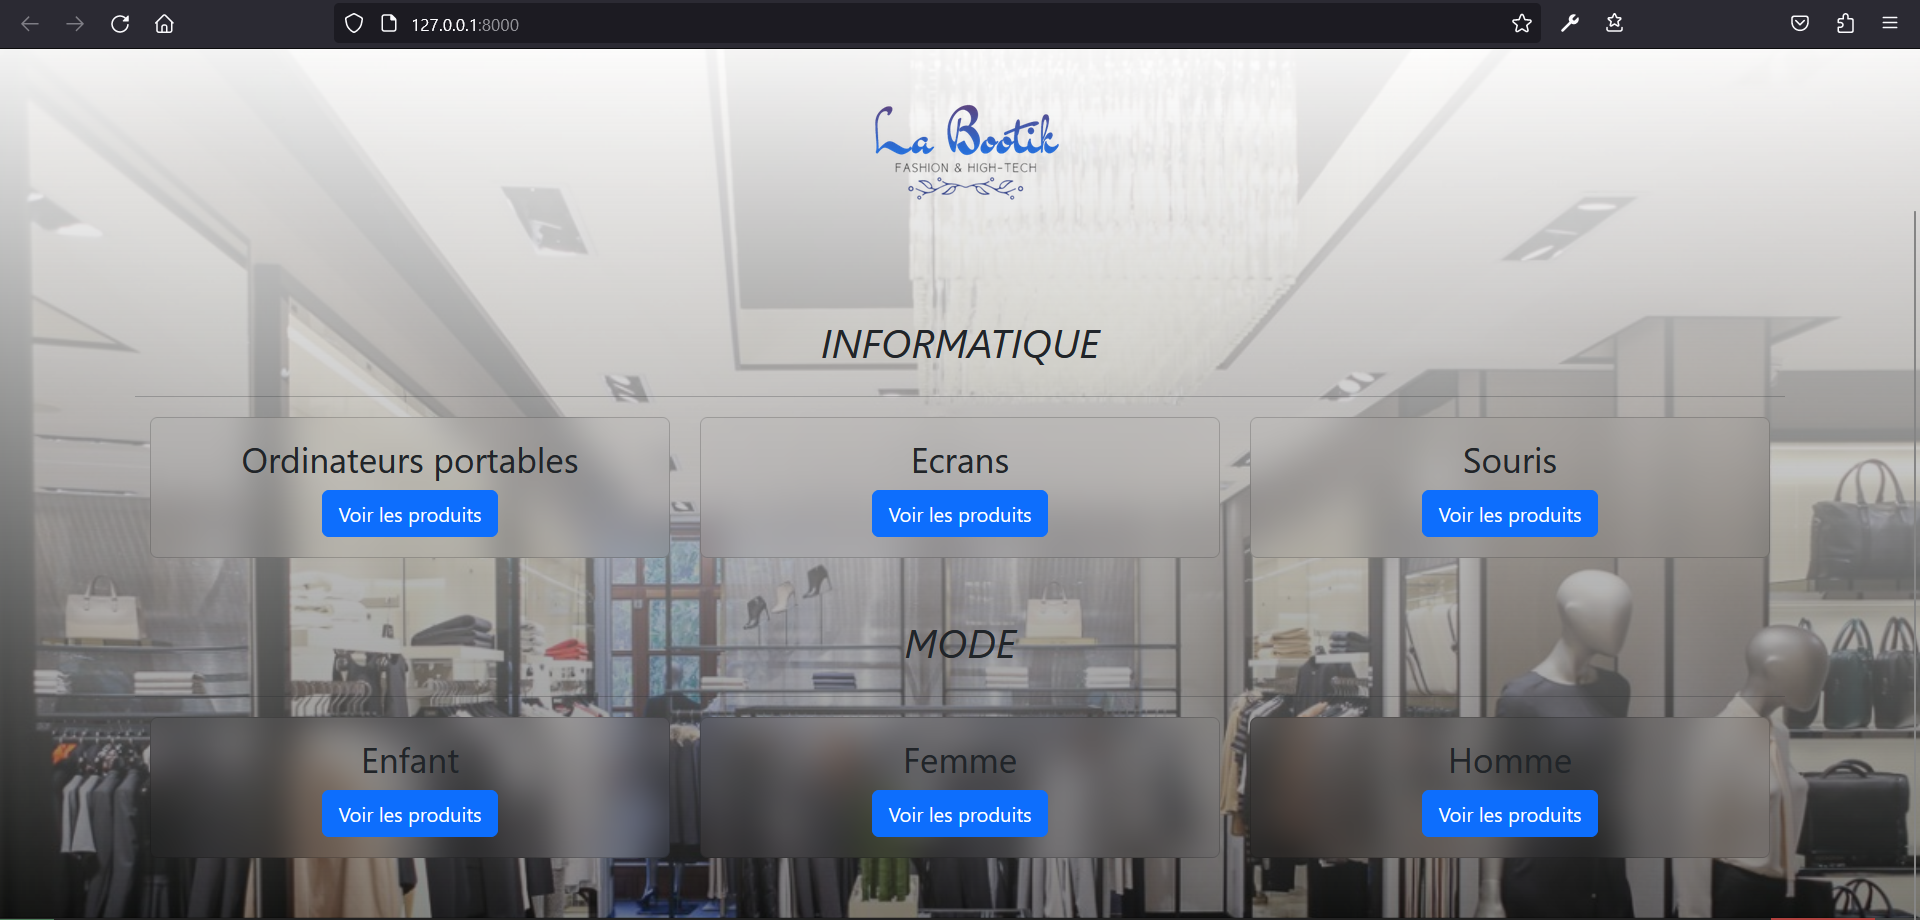 127.0.0.1:8000
La Bootik
FASHION & HIGH-TECH
INFORMATIQUE
Ordinateurs portables
Voir les produits
Ecrans
Voir les produits
Souris
Voir les produits
MODE
Enfant
Voir les produits
Femme
Voir les produits
Homme
Voir les produits